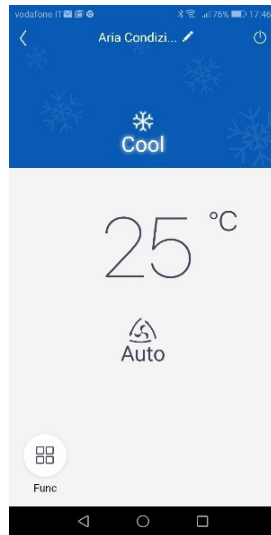 vodafone IT 76% 17:46
Aria Condizi...
Cool
25 °C
Auto
Func